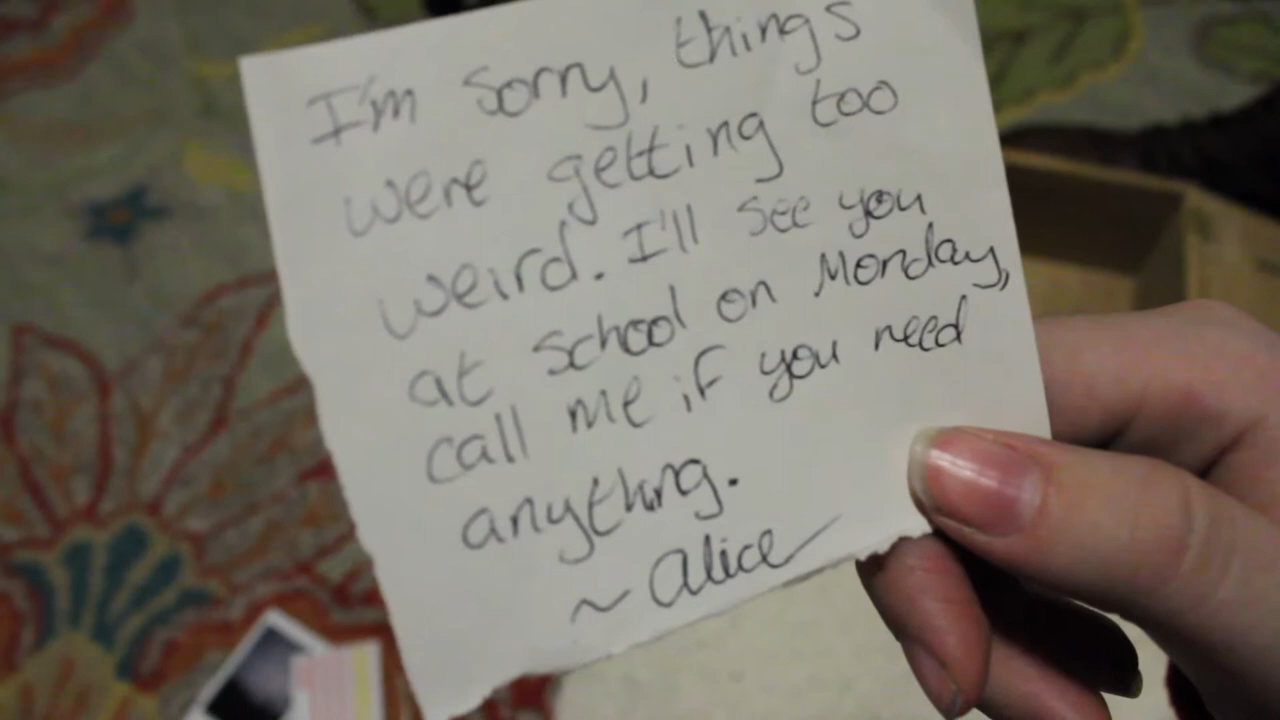 I'm sorry, things
were getting too
weird. I'll see you
at school on Monday,
call me if you need
anything.
~ Alice